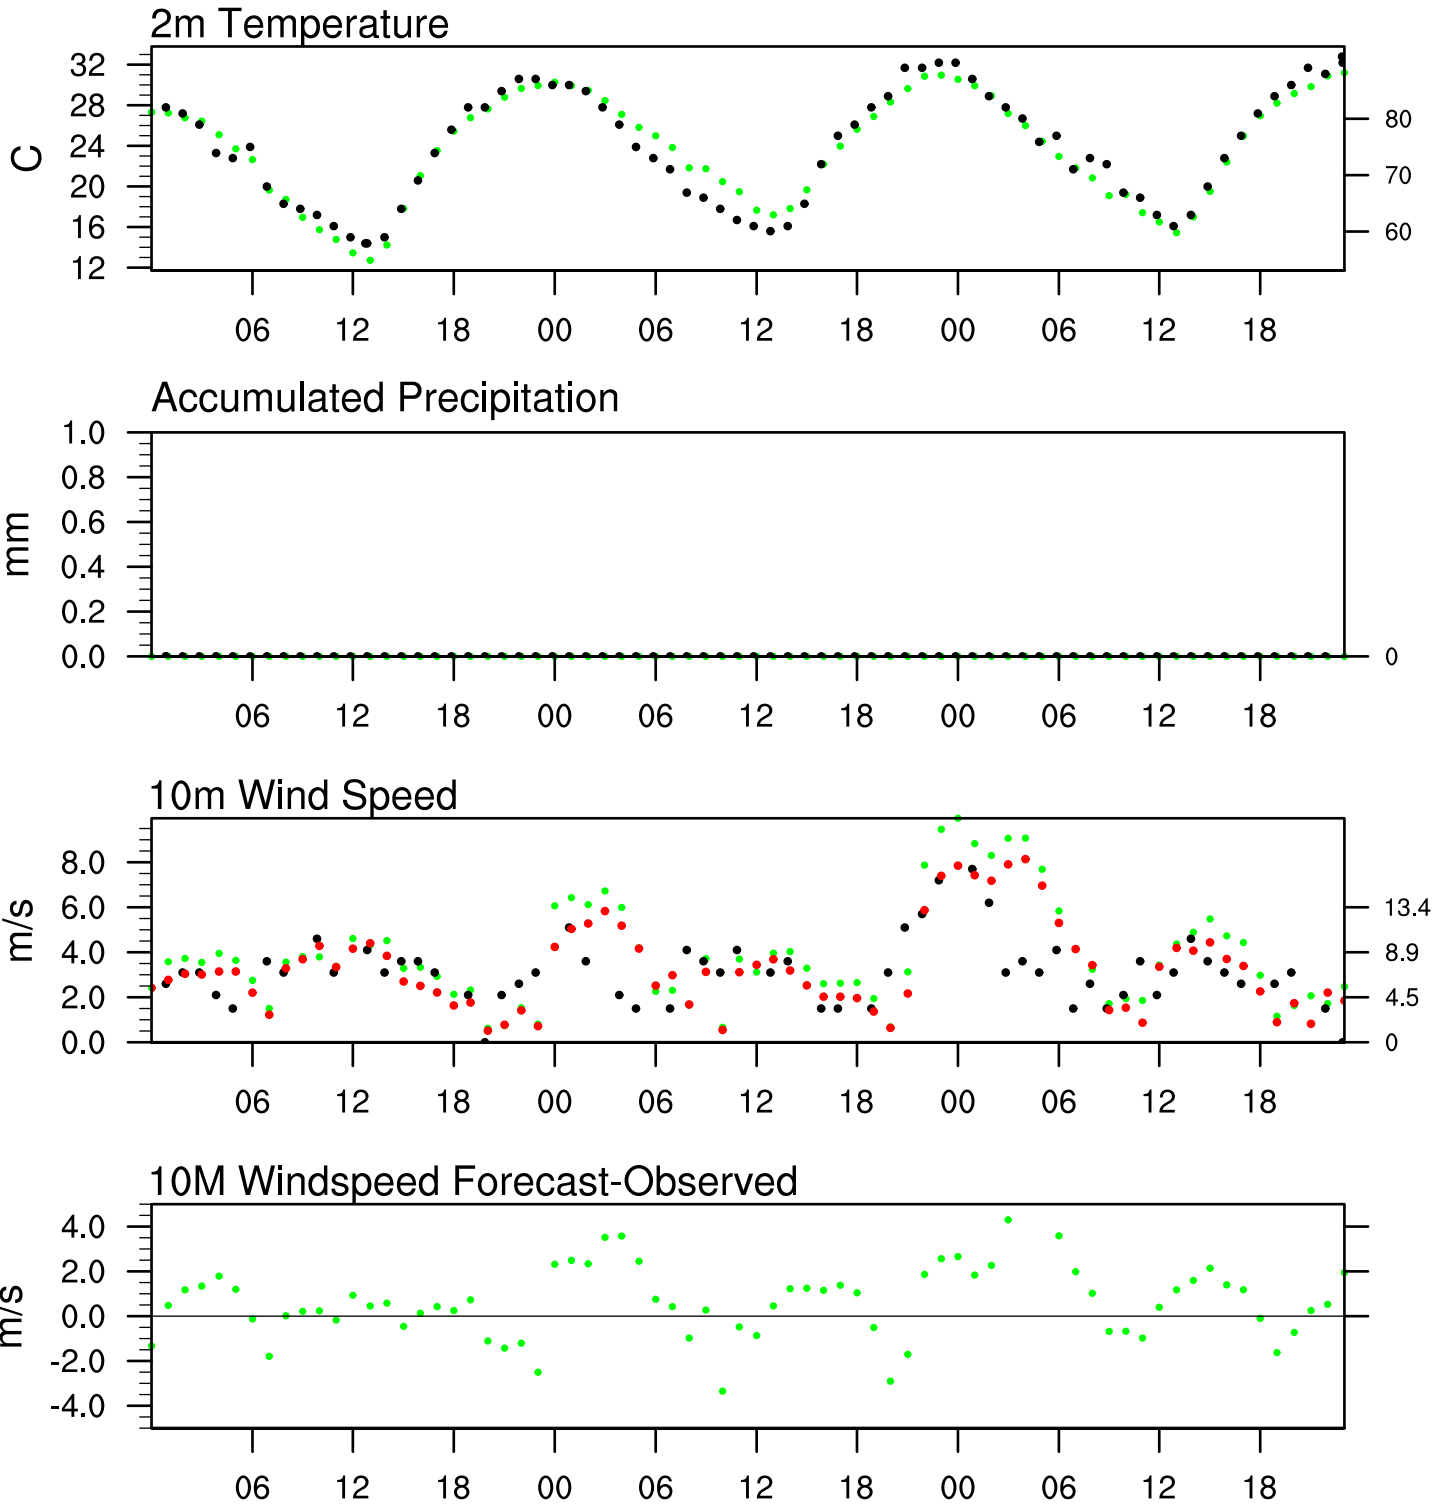 2m Temperature
32
28
24
20
16
12
C
80
70
60
06 12 18 00 06 12 18 00 06 12 18
Accumulated Precipitation
1.0
0.8
0.6
0.4
0.2
0.0
mm
0
06 12 18 00 06 12 18 00 06 12 18
10m Wind Speed
8.0
6.0
4.0
2.0
0.0
m/s
13.4
8.9
4.5
0
06 12 18 00 06 12 18 00 06 12 18
10M Windspeed Forecast-Observed
4.0
2.0
0.0
-2.0
-4.0
m/s
06 12 18 00 06 12 18 00 06 12 18